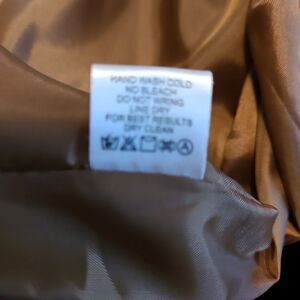 HAND WASH COLD
NO BLEACH
DO NOT WRING
LINE DRY
FOR BEST RESULTS
DRY CLEAN